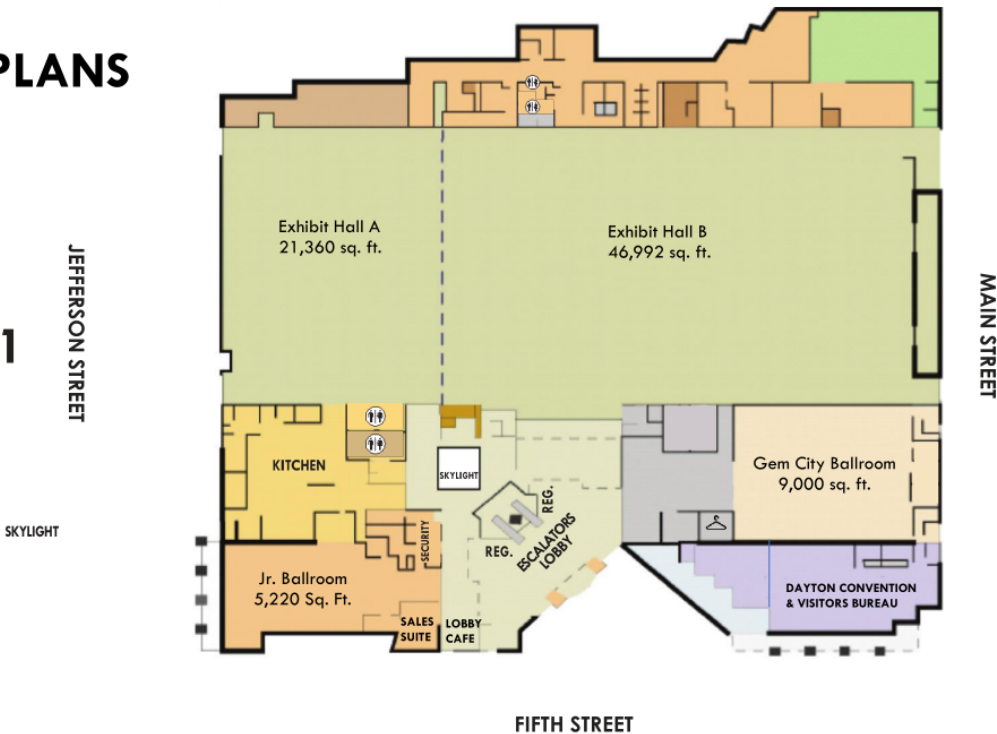 PLANS
1
JEFFERSON STREET
SKYLIGHT
Exhibit Hall A
21,360 sq. ft.
Exhibit Hall B
46,992 sq. ft.
MAIN STREET
KITCHEN
SKYLIGHT
Gem City Ballroom
9,000 sq. ft.
REG.
REG.
ESCALATORS
LOBBY
SECURITY
Jr. Ballroom
5,220 Sq. Ft.
SALES
SUITE
LOBBY
CAFE
DAYTON CONVENTION
& VISITORS BUREAU
FIFTH STREET